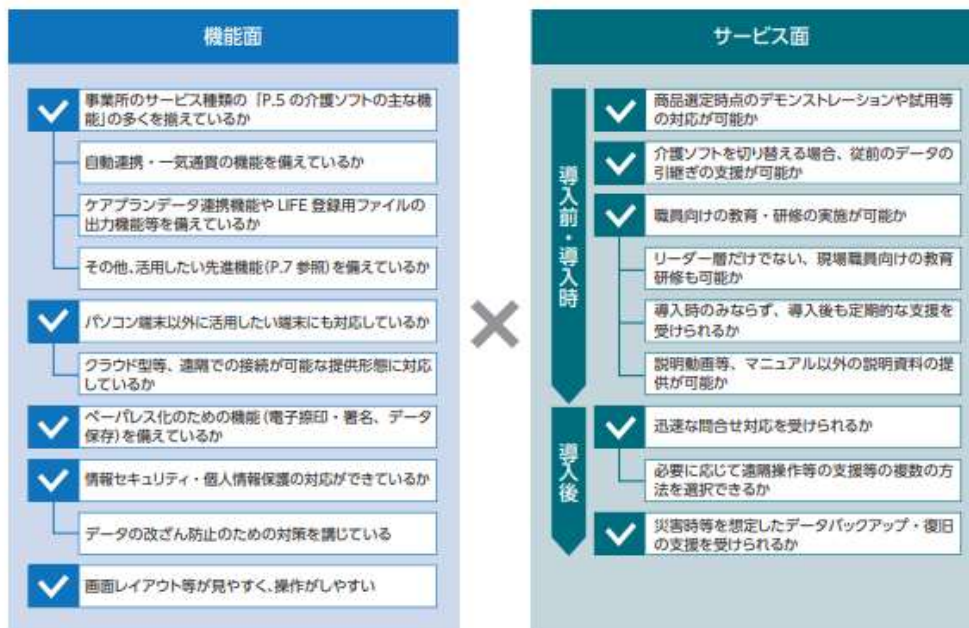 機能面
事業所のサービス種類の「P.5 の介護ソフトの主な機
能」の多くを揃えているか
自動連携・一気通貫の機能を備えているか
ケアプランデータ連携機能や LIFE 登録用ファイルの
出力機能等を備えているか
その他、活用したい先進機能(P.7 参照)を備えているか
パソコン端末以外に活用したい端末にも対応しているか
クラウド型等、遠隔での接続が可能な提供形態に対応
しているか
ペーパレス化のための機能(電子捺印・署名、データ
保存)を備えているか
情報セキュリティ・個人情報保護の対応ができているか
データの改ざん防止のための対策を講じている
画面レイアウト等が見やすく、操作がしやすい
サービス面
導入前・導入時
商品選定時点のデモンストレーションや試用等
の対応が可能か
介護ソフトを切り替える場合、従前のデータの
引継ぎの支援が可能か
職員向けの教育・研修の実施が可能か
リーダー層だけでない、現場職員向けの教育
研修も可能か
導入時のみならず、導入後も定期的な支援を
受けられるか
説明動画等、マニュアル以外の説明資料の提
供が可能か
導入後
迅速な問合せ対応を受けられるか
必要に応じて遠隔操作等の支援等の複数の方
法を選択できるか
災害時等を想定したデータバックアップ・復旧
の支援を受けられるか